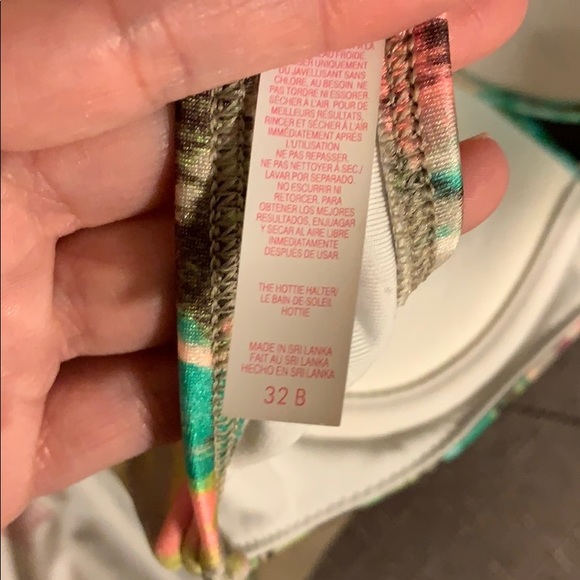 EAU FROIDE
UNIQUEMENT
DU JAVELLISANT SANS
CHLORE, AU BESOIN. NE
PAS TORDRE NI ESSORER.
SÉCHER À L'AIR. POUR DE
MEILLEURS RÉSULTATS,
RINCER ET SÉCHER À L'AIR
IMMÉDIATEMENT APRÈS
L'UTILISATION.
NE PAS REPASSER.
NE PAS NETTOYER À SEC./
LAVAR POR SEPARADO.
NO ESCURRIR NI
RETORCER. PARA
OBTENER LOS MEJORES
RESULTADOS, ENJUAGAR
Y SECAR AL AIRE LIBRE
INMEDIATAMENTE
DESPUÉS DE USAR.
THE HOTTIE HALTER/
LE BAIN DE SOLEIL
HOTTIE
MADE IN SRI LANKA
FAIT AU SRI LANKA
HECHO EN SRI LANKA
32 B